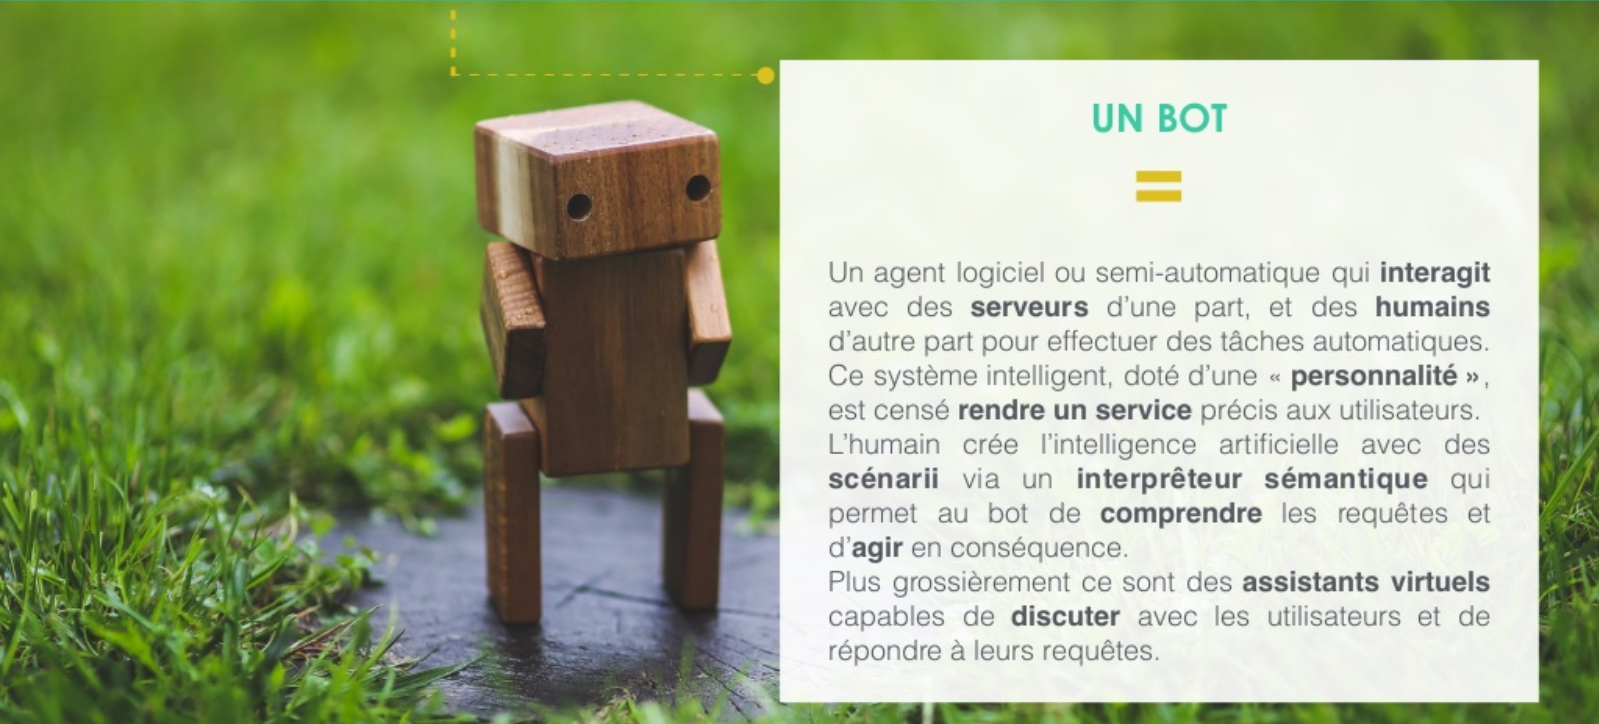 UN BOT
=
Un agent logiciel ou semi-automatique qui interagit
avec des serveurs d’une part, et des humains
d’autre part pour effectuer des tâches automatiques.
Ce système intelligent, doté d’une « personnalité »,
est censé rendre un service précis aux utilisateurs.
L’humain crée l’intelligence artificielle avec des
scénarii via un interprêteur sémantique qui
permet au bot de comprendre les requêtes et
d’agir en conséquence.
Plus grossièrement ce sont des assistants virtuels
capables de discuter avec les utilisateurs et de
répondre à leurs requêtes.